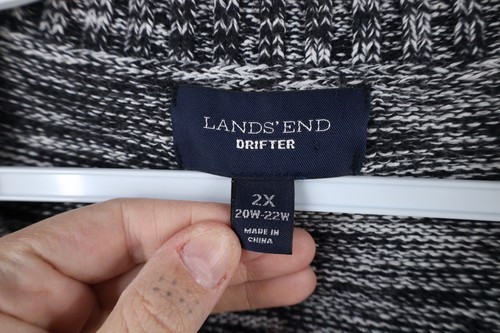 LANDS' END
DRIFTER
2X
20W-22W
MADE IN
CHINA